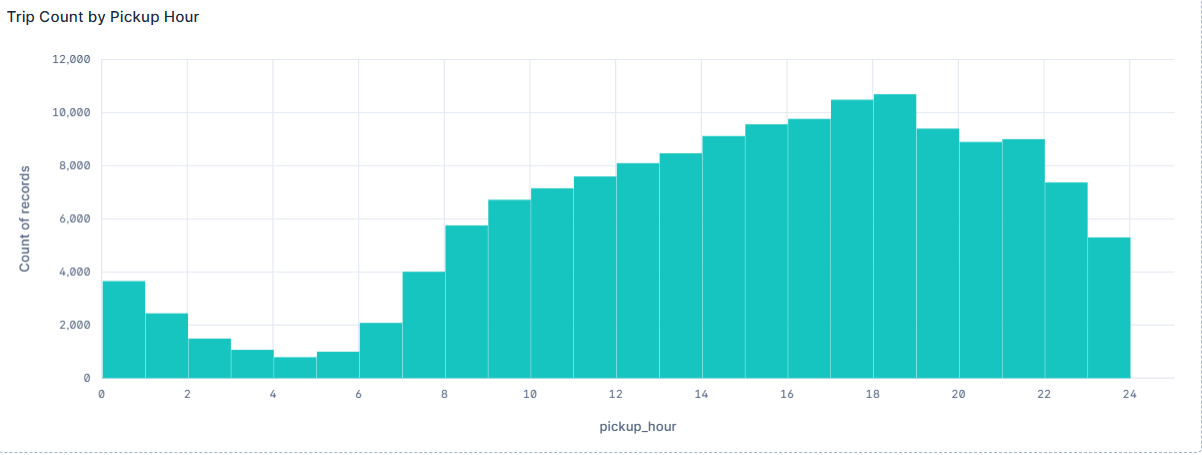 Trip Count by Pickup Hour
12,000
10,000
8,000
6,000
4,000
2,000
0
Count of records
0 2 4 6 8 10 12 14 16 18 20 22 24
pickup_hour